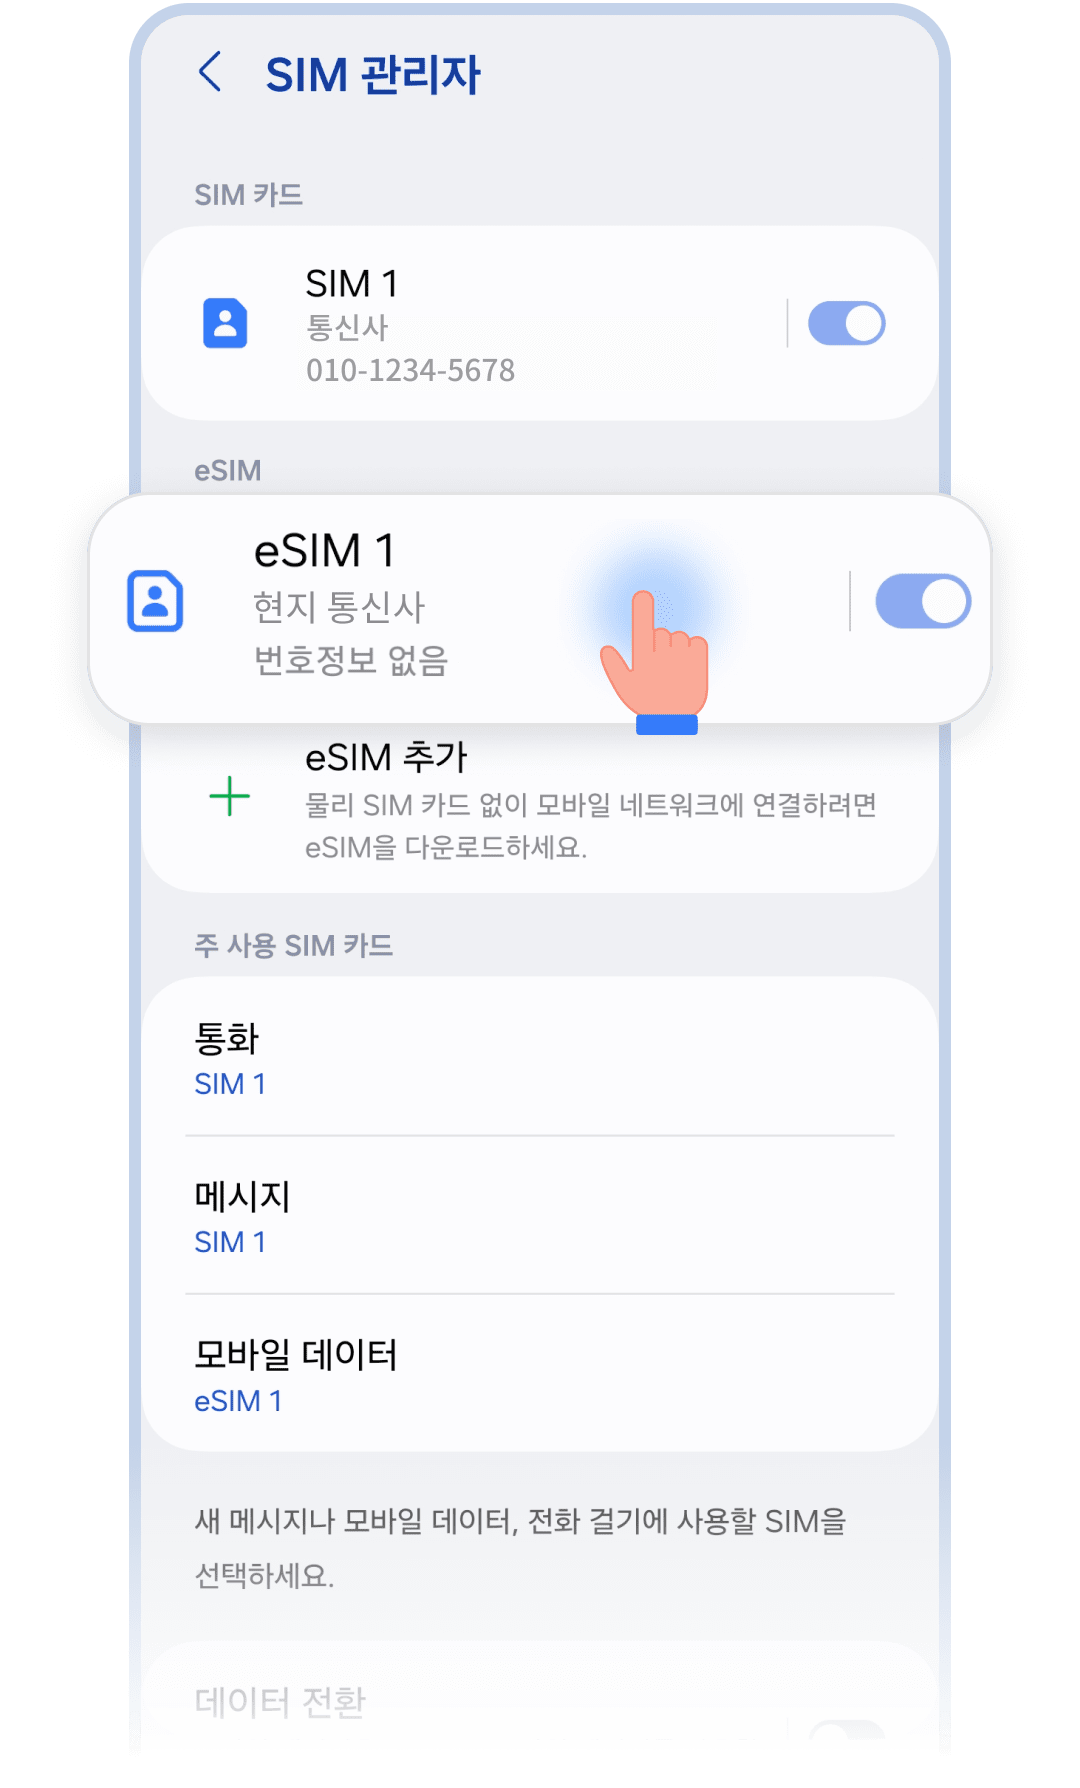 SIM 관리자
SIM 카드
SIM 1
통신사
010-1234-5678
eSIM
eSIM 1
현지 통신사
번호정보 없음
eSIM 추가
물리 SIM 카드 없이 모바일 네트워크에 연결하려면
eSIM을 다운로드하세요.
주 사용 SIM 카드
통화
SIM 1
메시지
SIM 1
모바일 데이터
eSIM 1
새 메시지나 모바일 데이터, 전화 걸기에 사용할 SIM을
선택하세요.
데이터 전환